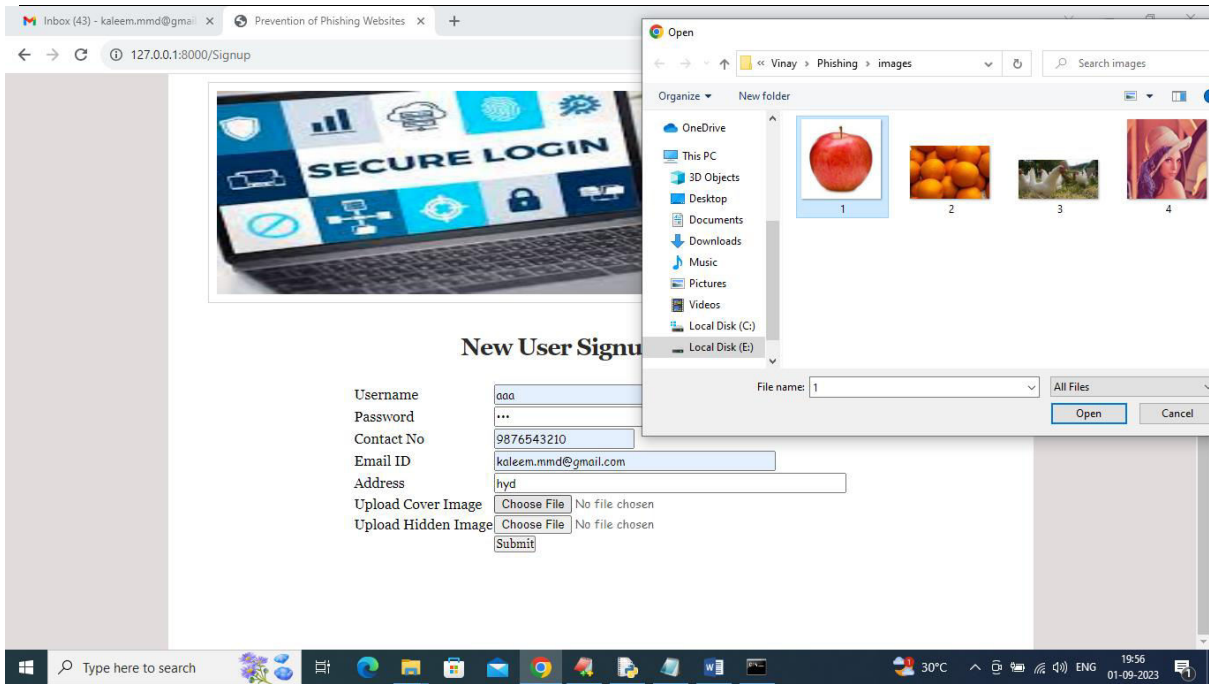 Inbox (43) - kaleem.mmd@gmai
Prevention of Phishing Websites
127.0.0.1:8000/Signup
SECURE LOGIN
New User Signu
Username aaa
Password •••
Contact No 9876543210
Email ID kaleem.mmd@gmail.com
Address hyd
Upload Cover Image Choose File No file chosen
Upload Hidden Image Choose File No file chosen
Submit
Open
« Vinay › Phishing › images
Search images
Organize
New folder
OneDrive
This PC
3D Objects
Desktop
Documents
Downloads
Music
Pictures
Videos
Local Disk (C:)
Local Disk (E:)
1
2
3
4
File name: 1
All Files
Open
Cancel
Type here to search
30°C
ENG
19:56
01-09-2023
1